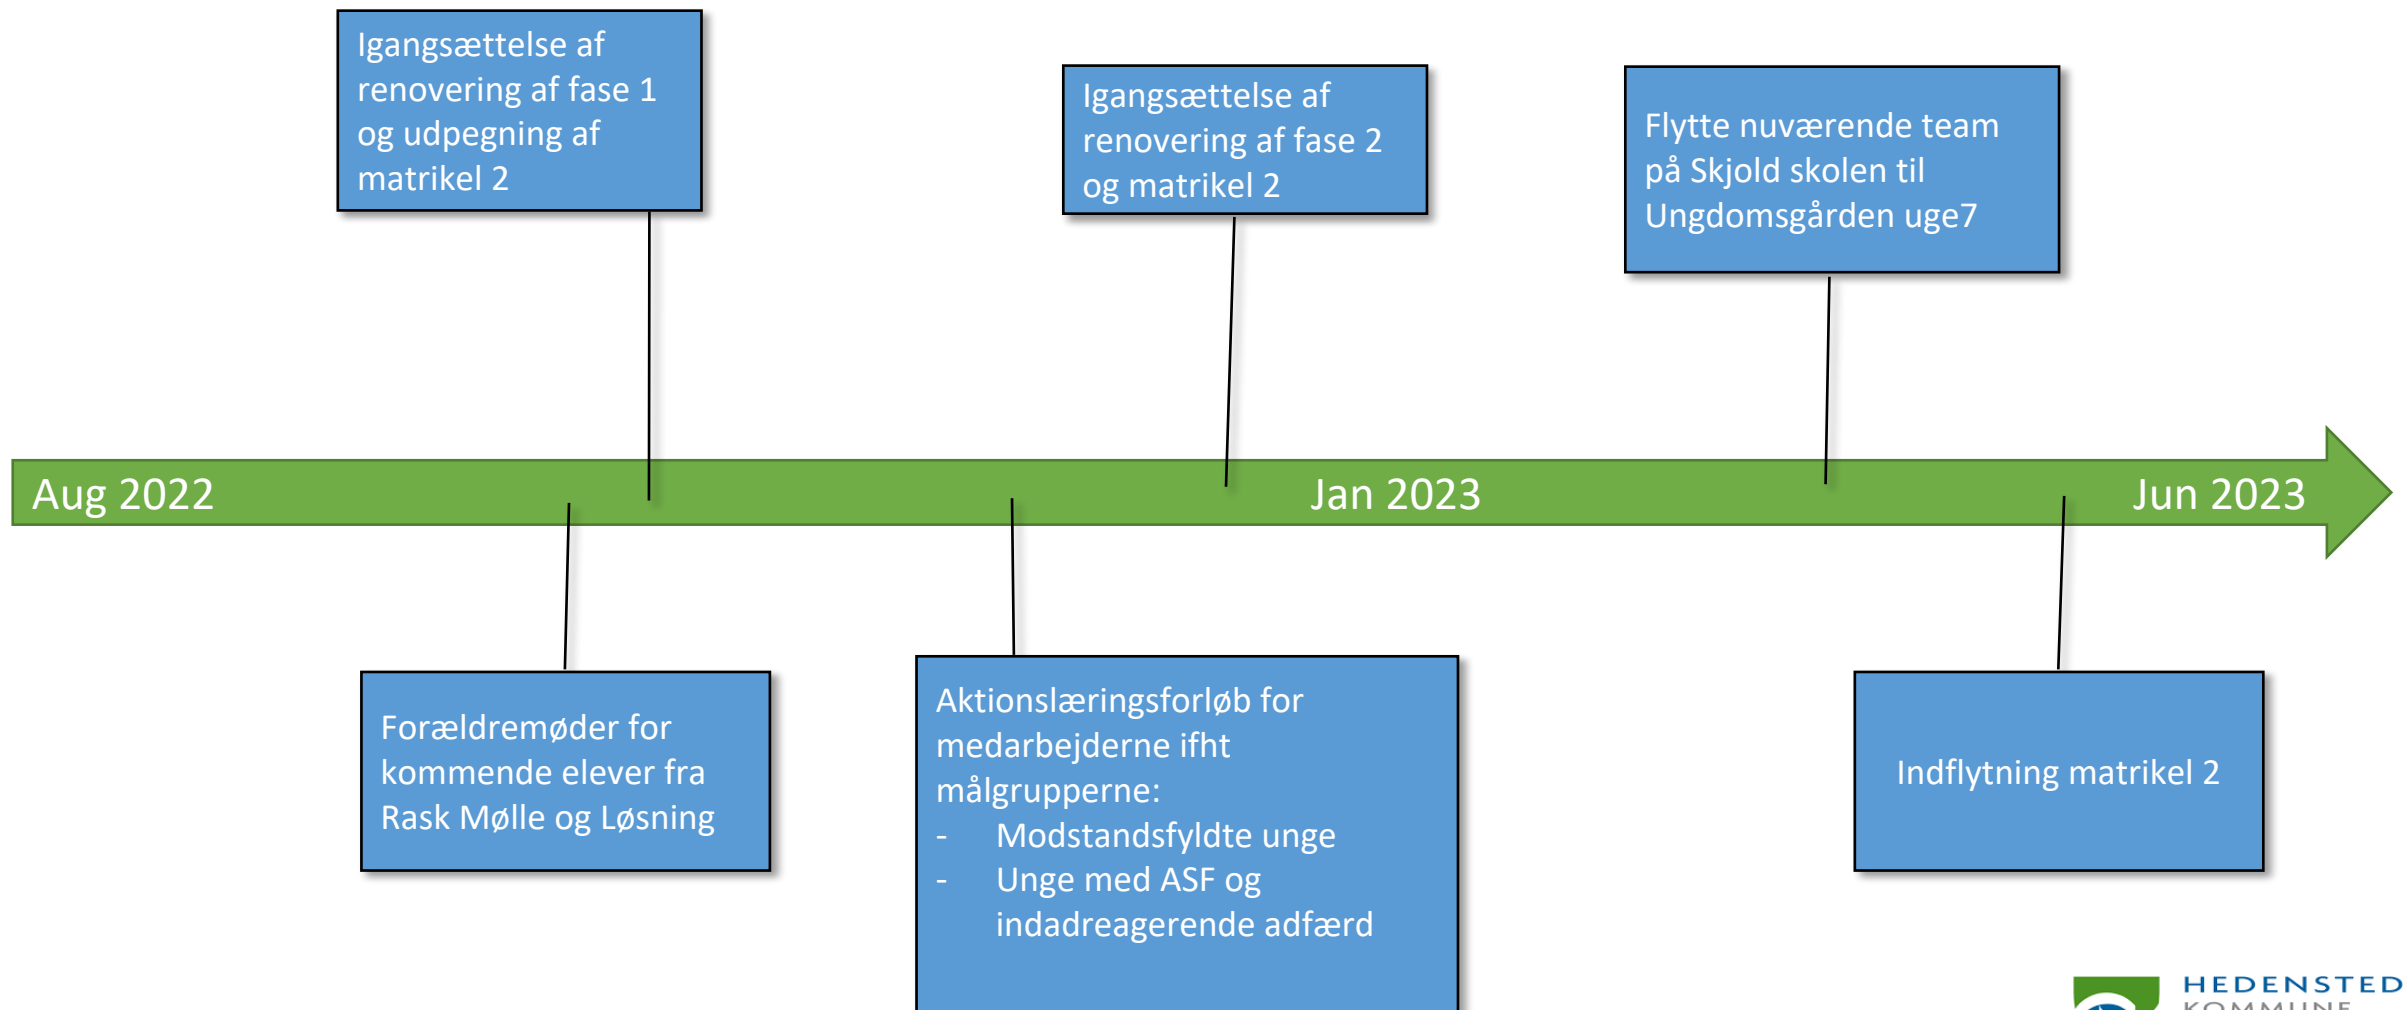 Igangsættelse af
renovering af fase 1
og udpegning af
matrikel 2
Igangsættelse af
renovering af fase 2
og matrikel 2
Flytte nuværende team
på Skjold skolen til
Ungdomsgården uge7
Aug 2022
Jan 2023
Jun 2023
Forældremøder for
kommende elever fra
Rask Mølle og Løsning
Aktionslæringsforløb for
medarbejderne ifht
målgrupperne:
- Modstandsfyldte unge
- Unge med ASF og
indadreagerende adfærd
Indflytning matrikel 2
HEDENSTED
KOMMUNE